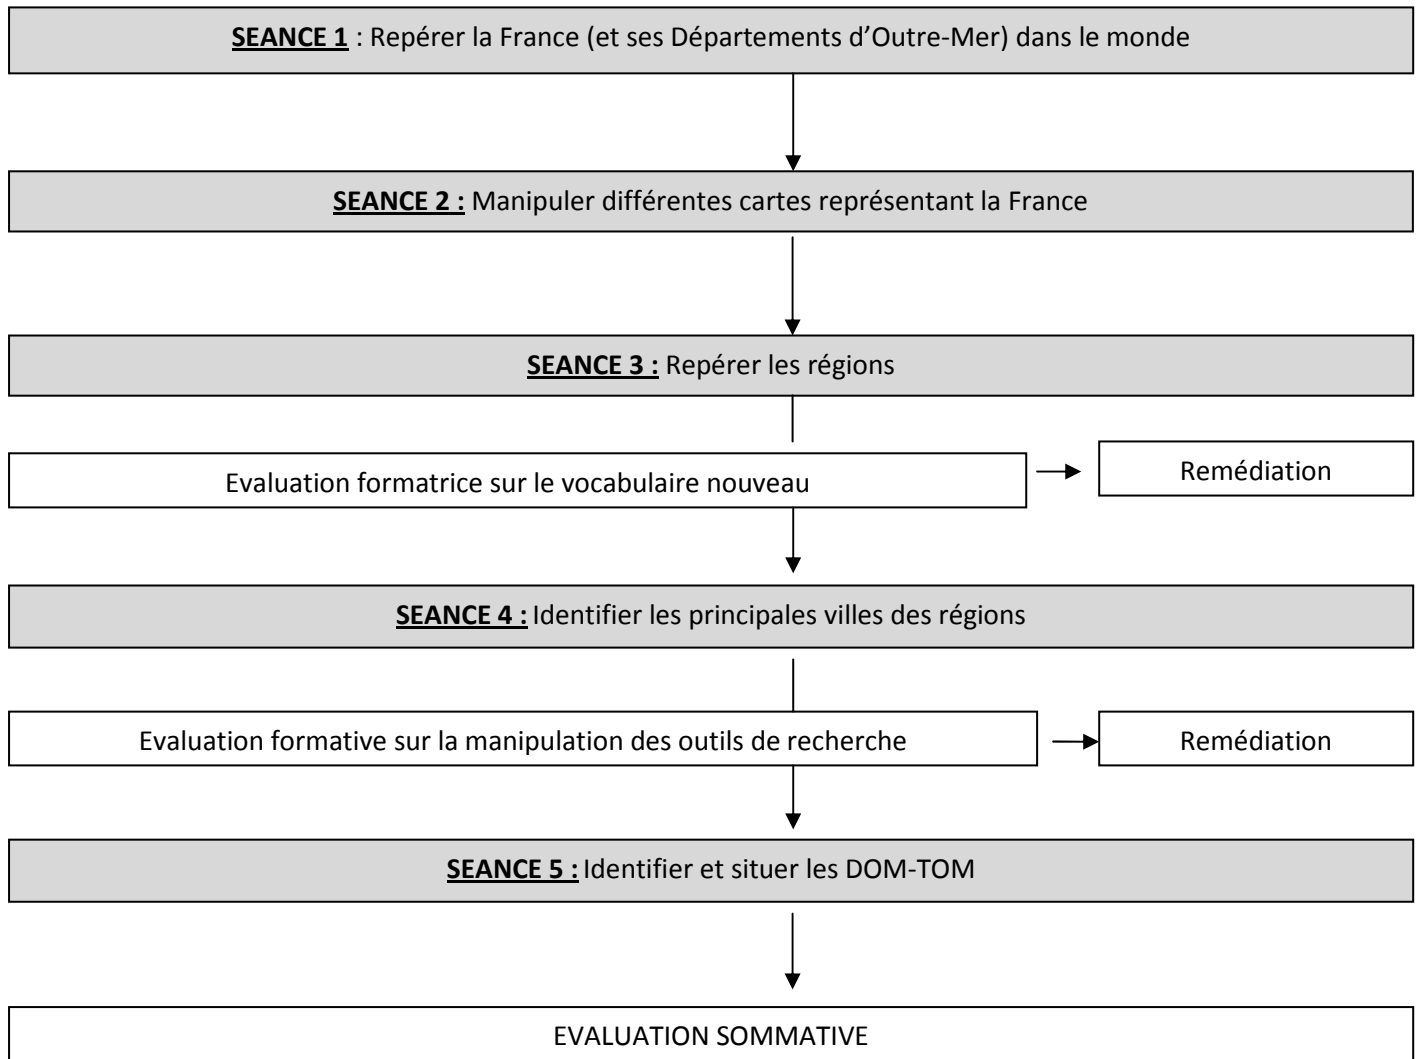 SEANCE 1 : Repérer la France (et ses Départements d’Outre-Mer) dans le monde
SEANCE 2 : Manipuler différentes cartes représentant la France
SEANCE 3 : Repérer les régions
Evaluation formatrice sur le vocabulaire nouveau
Remédiation
SEANCE 4 : Identifier les principales villes des régions
Evaluation formative sur la manipulation des outils de recherche
Remédiation
SEANCE 5 : Identifier et situer les DOM-TOM
EVALUATION SOMMATIVE